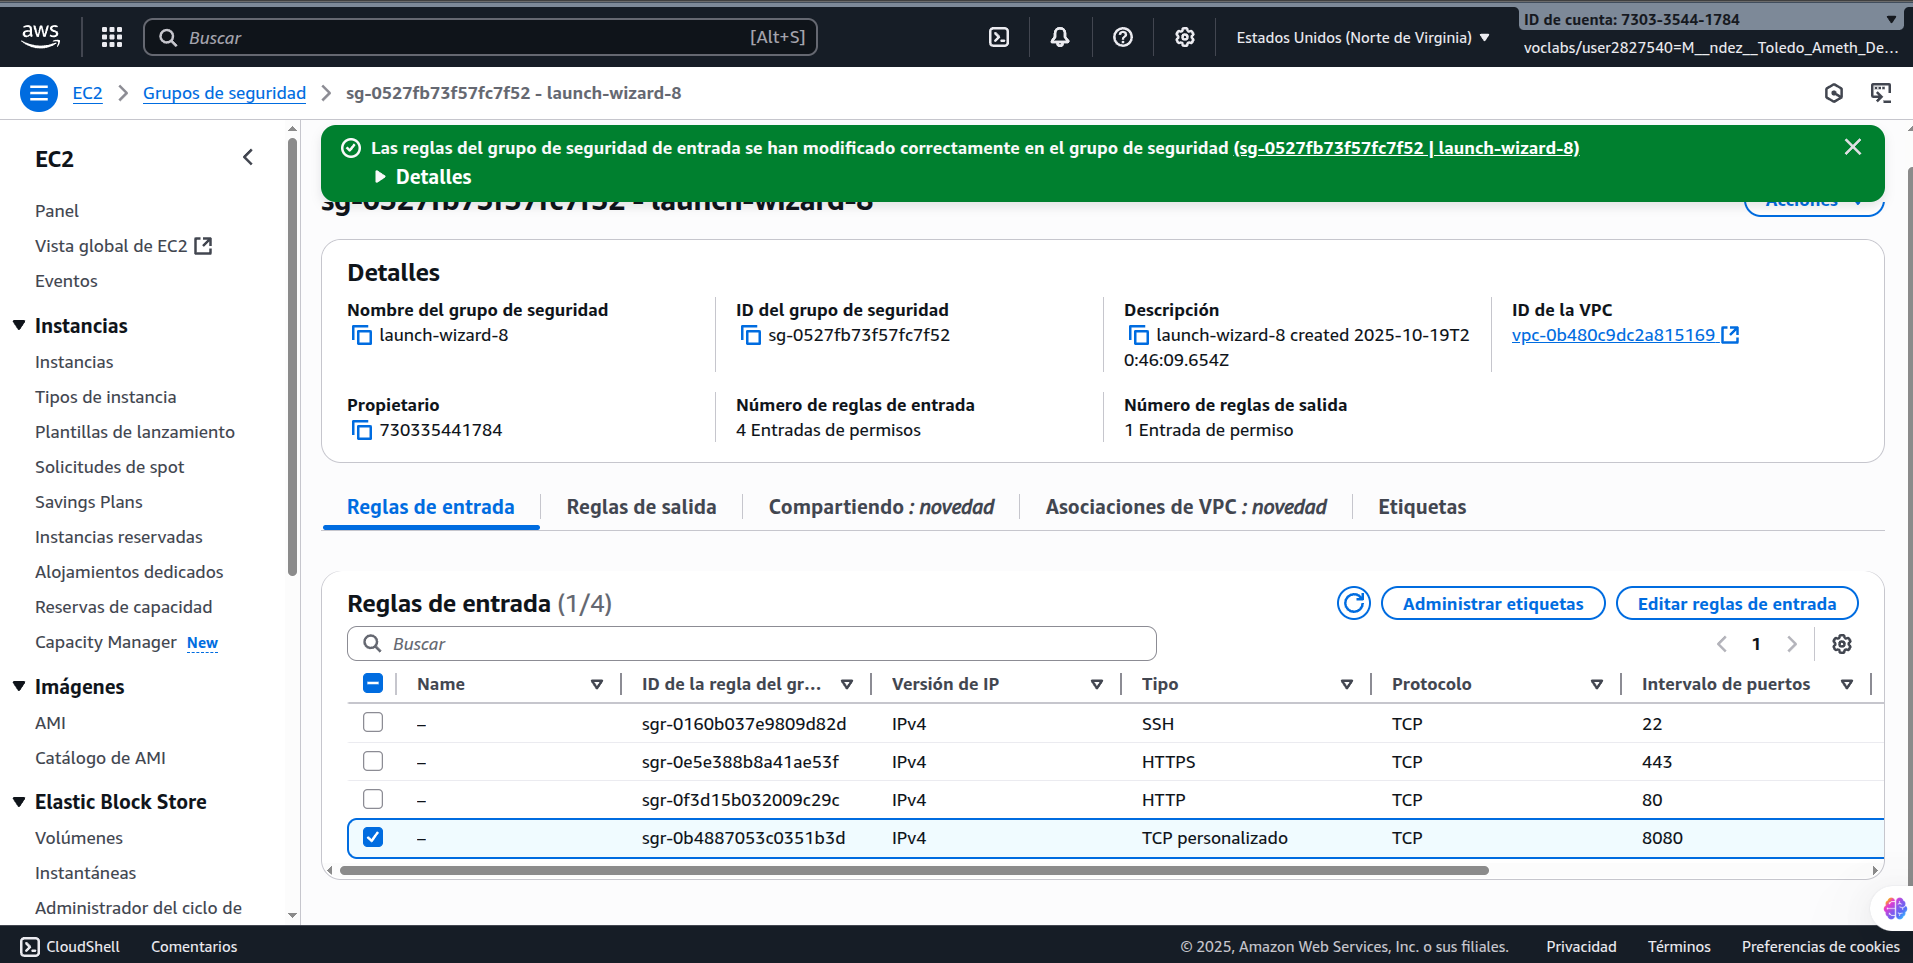 aws
Buscar
[Alt+S]
Estados Unidos (Norte de Virginia)
ID de cuenta: 7303-3544-1784
voclabs/user2827540=M__ndez__Toledo_Ameth_De...
EC2
Grupos de seguridad
sg-0527fb73f57fc7f52 - launch-wizard-8
EC2
Panel
Vista global de EC2
Eventos
Instancias
Instancias
Tipos de instancia
Plantillas de lanzamiento
Solicitudes de spot
Savings Plans
Instancias reservadas
Alojamientos dedicados
Reservas de capacidad
Capacity Manager New
Imágenes
AMI
Catálogo de AMI
Elastic Block Store
Volúmenes
Instantáneas
Administrador del ciclo de
Las reglas del grupo de seguridad de entrada se han modificado correctamente en el grupo de seguridad (sg-0527fb73f57fc7f52 | launch-wizard-8)
Detalles
sg-0527fb73f57fc7f52 - launch-wizard-8
Acciones
Detalles
Nombre del grupo de seguridad
launch-wizard-8
ID del grupo de seguridad
sg-0527fb73f57fc7f52
Descripción
launch-wizard-8 created 2025-10-19T2
0:46:09.654Z
ID de la VPC
vpc-0b480c9dc2a815169
Propietario
730335441784
Número de reglas de entrada
4 Entradas de permisos
Número de reglas de salida
1 Entrada de permiso
Reglas de entrada
Reglas de salida
Compartiendo : novedad
Asociaciones de VPC : novedad
Etiquetas
Reglas de entrada (1/4)
Administrar etiquetas
Editar reglas de entrada
Buscar
1
Name ID de la regla del gr... Versión de IP Tipo Protocolo Intervalo de puertos
– sgr-0160b037e9809d82d IPv4 SSH TCP 22
– sgr-0e5e388b8a41ae53f IPv4 HTTPS TCP 443
– sgr-0f3d15b032009c29c IPv4 HTTP TCP 80
– sgr-0b4887053c0351b3d IPv4 TCP personalizado TCP 8080
CloudShell
Comentarios
© 2025, Amazon Web Services, Inc. o sus filiales.
Privacidad
Términos
Preferencias de cookies